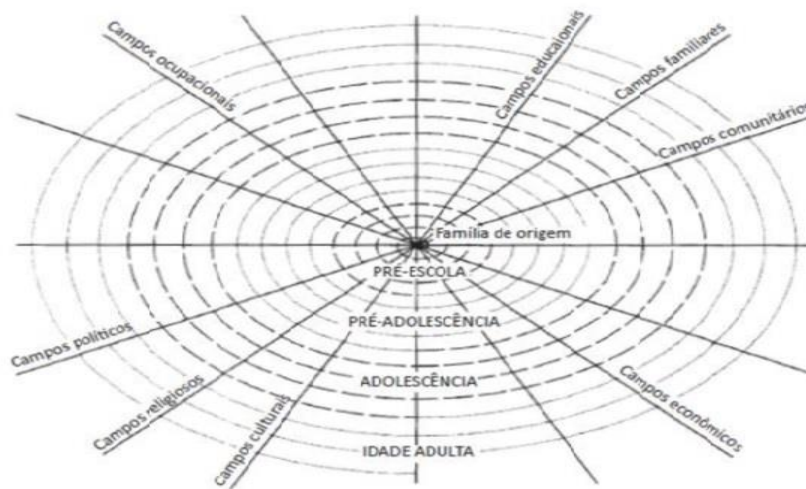 Campos ocupacionais
Campos educaionais
Campos familiares
Campos comunitários
Família de origem
PRÉ-ESCOLA
PRÉ-ADOLESCÊNCIA
ADOLESCÊNCIA
IDADE ADULTA
Campos políticos
Campos religiosos
Campos culturais
Campos econômicos